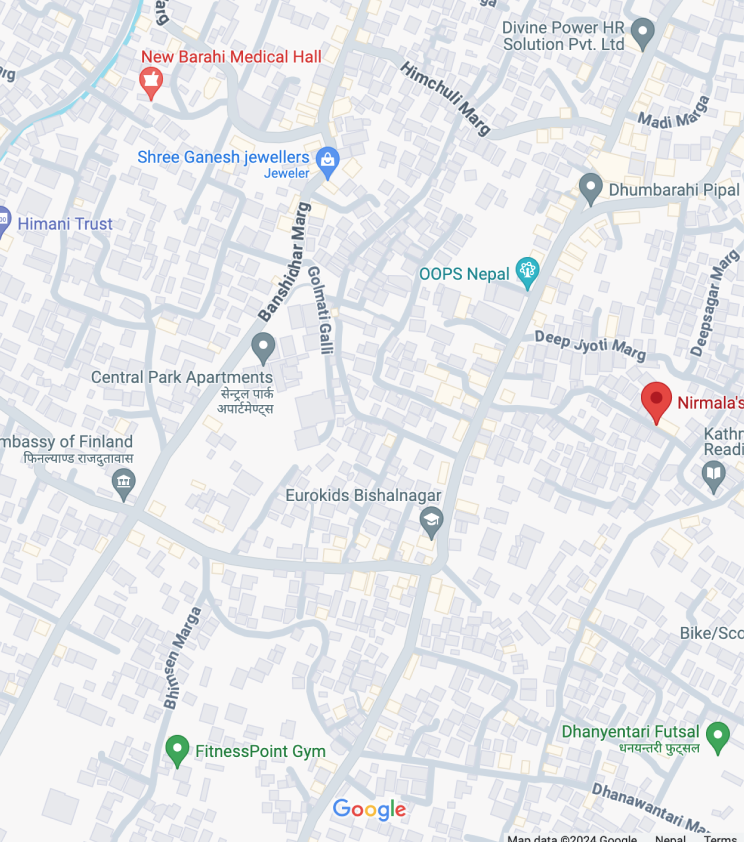 Divine Power HR
Solution Pvt. Ltd
New Barahi Medical Hall
Himchuli Marg
Madi Marga
Shree Ganesh jewellers
Jeweler
Dhumbarahi Pipal
Himani Trust
Banshidhar Marg
OOPS Nepal
Golmati Galli
Deepsagar Marg
Deep Jyoti Marg
Central Park Apartments
सेन्ट्रल पार्क
अपार्टमेण्ट्स
Nirmala's
mbassy of Finland
फिनल्याण्ड राजदुतावास
Kathm
Readi
Eurokids Bishalnagar
Bhimsen Marga
Bike/Sco
Dhanyentari Futsal
धनयन्तरी फुट्सल
FitnessPoint Gym
Dhanawantari Mar
Google
Map data ©2024 Google Nepal Terms